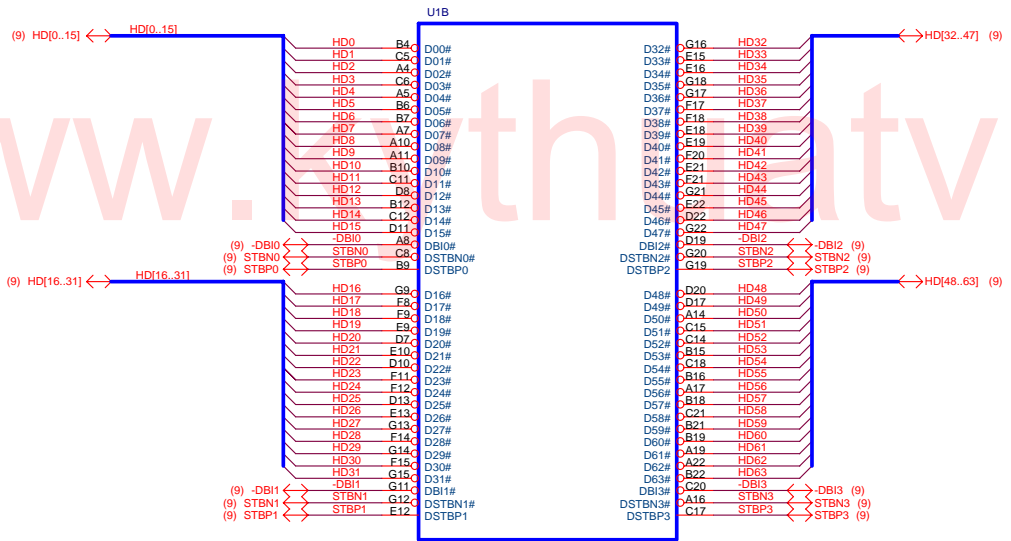 U1B
(9) HD[0..15] HD[0..15] HD[32..47] (9)
HD0 B4 D00# D32# G16 HD32
HD1 C5 D01# D33# E15 HD33
HD2 A4 D02# D34# E16 HD34
HD3 C6 D03# D35# G18 HD35
HD4 A5 D04# D36# G17 HD36
HD5 B6 D05# D37# F17 HD37
HD6 B7 D06# D38# F18 HD38
HD7 A7 D07# D39# E18 HD39
HD8 A10 D08# D40# E19 HD40
HD9 A11 D09# D41# F20 HD41
HD10 B10 D10# D42# E21 HD42
HD11 C11 D11# D43# F21 HD43
HD12 D8 D12# D44# G21 HD44
HD13 B12 D13# D45# E22 HD45
HD14 C12 D14# D46# D22 HD46
HD15 D11 D15# D47# G22 HD47
(9) -DBI0 -DBI0 A8 DBI0# DBI2# D19 -DBI2 -DBI2 (9)
(9) STBN0 STBN0 C8 DSTBN0# DSTBN2# G20 STBN2 STBN2 (9)
(9) STBP0 STBP0 B9 DSTBP0 DSTBP2 G19 STBP2 STBP2 (9)
(9) HD[16..31] HD[16..31] HD[48..63] (9)
HD16 G9 D16# D48# D20 HD48
HD17 F8 D17# D49# D17 HD49
HD18 F9 D18# D50# A14 HD50
HD19 E9 D19# D51# C15 HD51
HD20 D7 D20# D52# C14 HD52
HD21 E10 D21# D53# B15 HD53
HD22 D10 D22# D54# C18 HD54
HD23 F11 D23# D55# B16 HD55
HD24 F12 D24# D56# A17 HD56
HD25 D13 D25# D57# B18 HD57
HD26 E13 D26# D58# C21 HD58
HD27 G13 D27# D59# B21 HD59
HD28 F14 D28# D60# B19 HD60
HD29 G14 D29# D61# A19 HD61
HD30 F15 D30# D62# A22 HD62
HD31 G15 D31# D63# B22 HD63
(9) -DBI1 -DBI1 G11 DBI1# DBI3# C20 -DBI3 -DBI3 (9)
(9) STBN1 STBN1 G12 DSTBN1# DSTBN3# A16 STBN3 STBN3 (9)
(9) STBP1 STBP1 E12 DSTBP1 DSTBP3 C17 STBP3 STBP3 (9)
ww.kythuatv